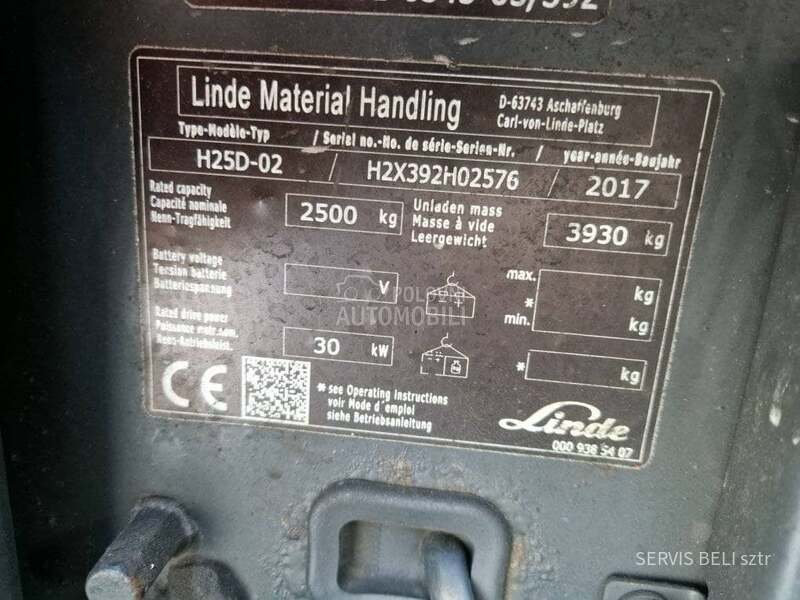 Linde Material Handling
D-63743 Aschaffenburg
Carl-von-Linde-Platz
Type-Modèle-Typ / Serial no.-No. de série-Serien-Nr. / year-année-Baujahr
H25D-02 / H2X392H02576 / 2017
Rated capacity
Capacité nominale
Nenn-Tragfähigkeit
2500 kg
Unladen mass
Masse à vide
Leergewicht
3930 kg
Battery voltage
Tension batterie
Batteriespannung
V
max.
kg
*
min.
kg
Rated drive power
Puissance motr.nom.
Nenn-Antriebsleist.
30 kW
*
kg
CE
* see Operating Instructions
voir Mode d'emploi
siehe Betriebsanleitung
Linde
000 938 54 07
POLOVNI
AUTOMOBILI
SERVIS BELI sztr